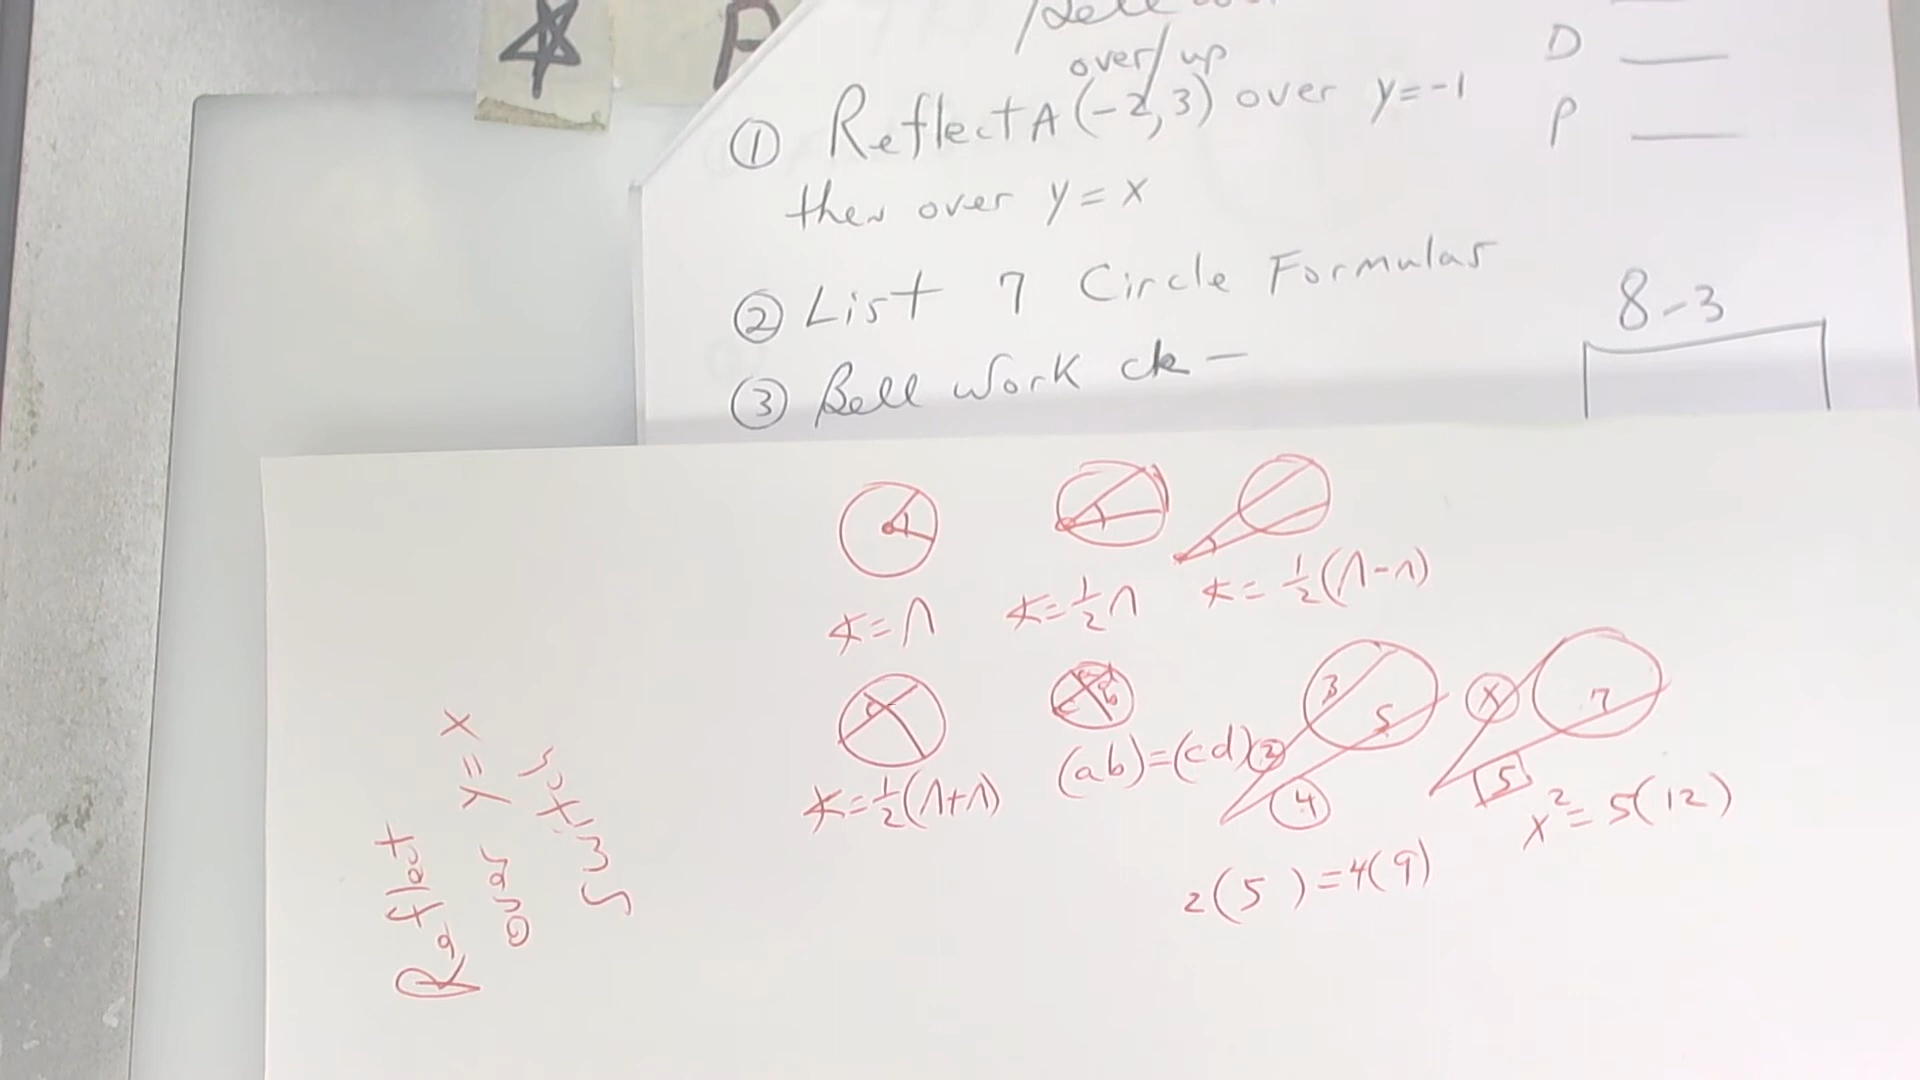 P
over/up
① Reflect A (-2,3) over y=-1
then over y = x
② List 7 Circle Formulas
③ Bell work ck —
D
P
8-3
∡=⋂
∡=½⋂
∡=½(⋂-⋂)
∡=½(⋂+⋂)
(ab)=(cd)
3
5
2
4
2(5)=4(9)
x
7
5
x²=5(12)
Reflect
over y=x